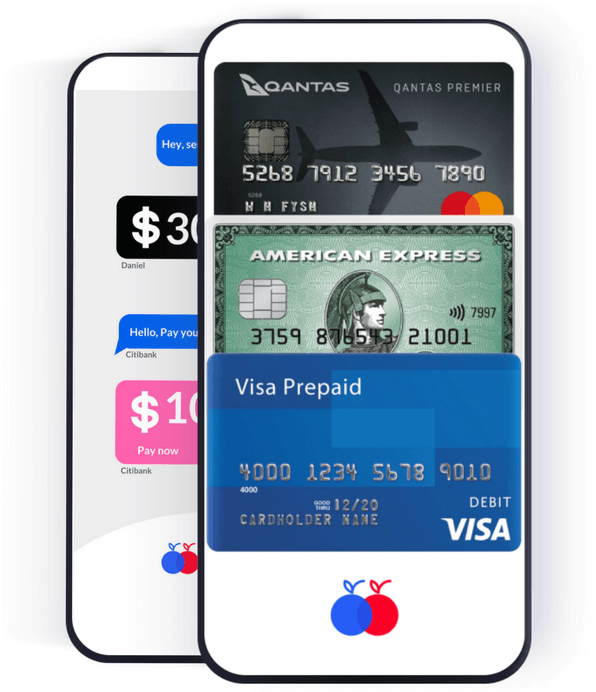 Hey, se
$30
Daniel
Hello, Pay you
Citibank
$10
Pay now
Citibank
QANTAS
QANTAS PREMIER
5268 7912 3456 7890
5268
W H FYSH
AMERICAN EXPRESS
7997
3759 876543 21001
Visa Prepaid
4000 1234 5678 9010
4000
GOOD THRU 12/20
CARDHOLDER NAME
DEBIT
VISA